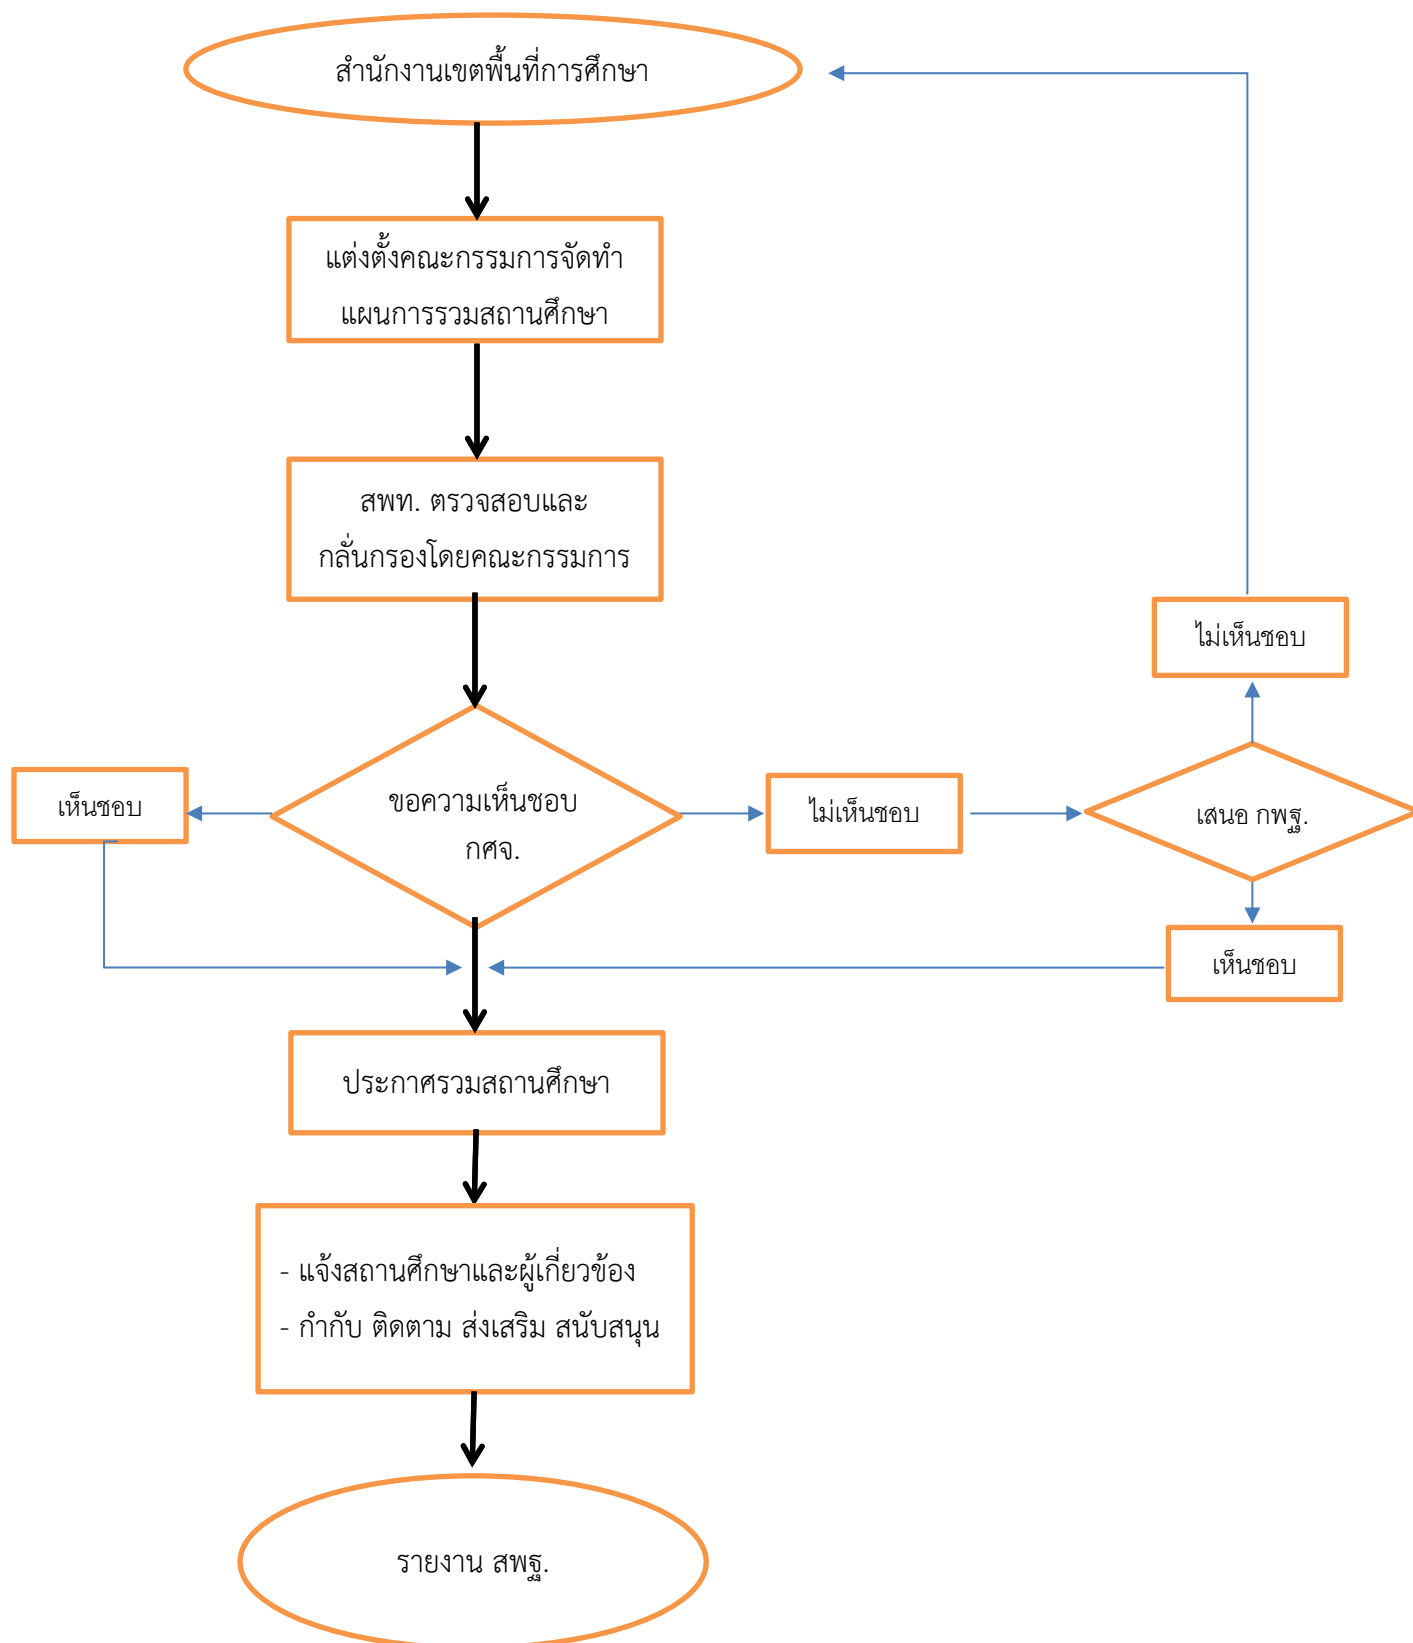 สำนักงานเขตพื้นที่การศึกษา
แต่งตั้งคณะกรรมการจัดทำ
แผนการรวมสถานศึกษา
สพท. ตรวจสอบและ
กลั่นกรองโดยคณะกรรมการ
ไม่เห็นชอบ
เห็นชอบ
ขอความเห็นชอบ
กศจ.
ไม่เห็นชอบ
เสนอ กพฐ.
เห็นชอบ
ประกาศรวมสถานศึกษา
- แจ้งสถานศึกษาและผู้เกี่ยวข้อง
- กำกับ ติดตาม ส่งเสริม สนับสนุน
รายงาน สพฐ.